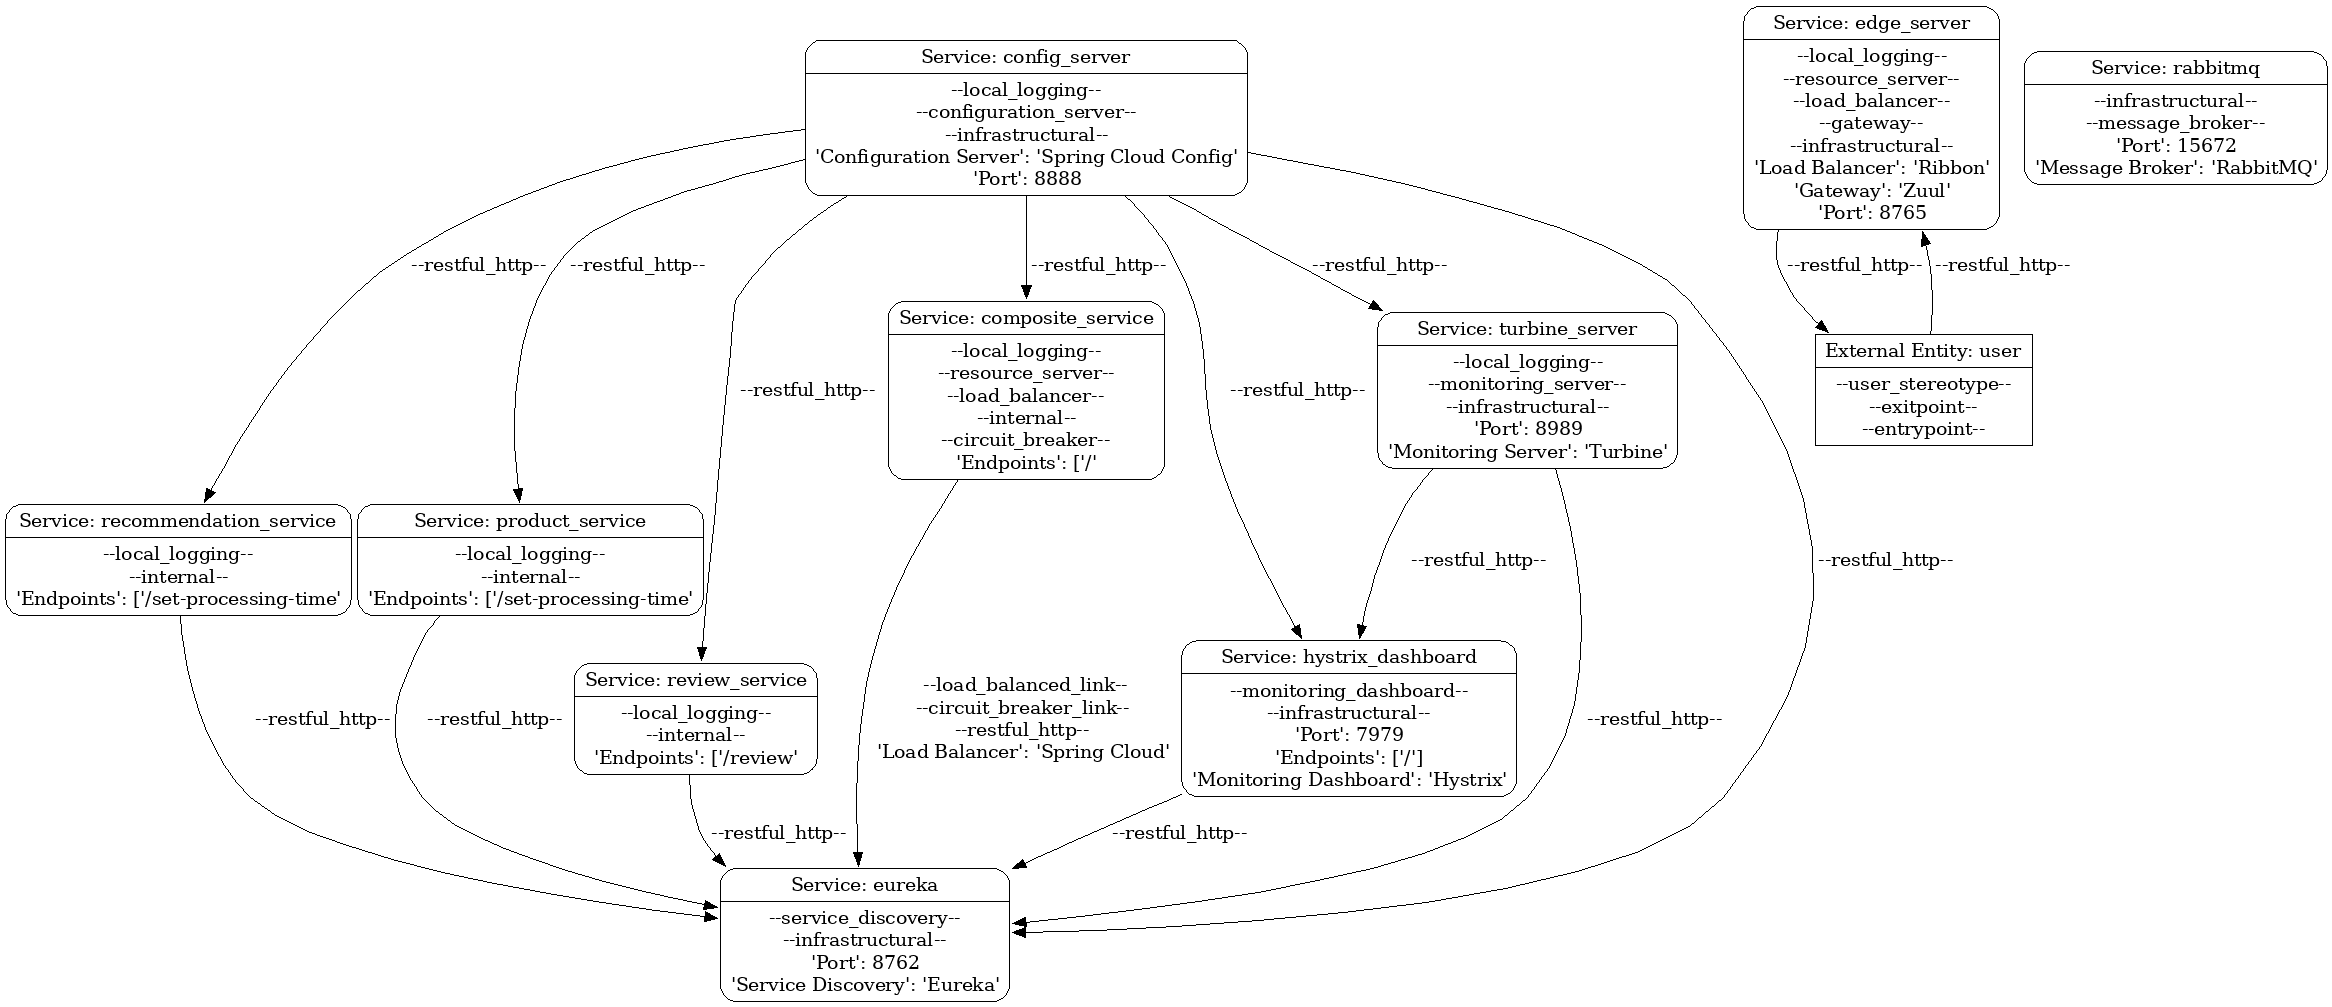 Service: edge_server
--local_logging--
--resource_server--
--load_balancer--
--gateway--
--infrastructural--
'Load Balancer': 'Ribbon'
'Gateway': 'Zuul'
'Port': 8765
Service: config_server
--local_logging--
--configuration_server--
--infrastructural--
'Configuration Server': 'Spring Cloud Config'
'Port': 8888
Service: rabbitmq
--infrastructural--
--message_broker--
'Port': 15672
'Message Broker': 'RabbitMQ'
--restful_http--
--restful_http--
--restful_http--
--restful_http--
--restful_http--
--restful_http--
Service: composite_service
--local_logging--
--resource_server--
--load_balancer--
--internal--
--circuit_breaker--
'Endpoints': ['/'
Service: turbine_server
--local_logging--
--monitoring_server--
--infrastructural--
'Port': 8989
'Monitoring Server': 'Turbine'
External Entity: user
--user_stereotype--
--exitpoint--
--entrypoint--
--restful_http--
--restful_http--
Service: recommendation_service
--local_logging--
--internal--
'Endpoints': ['/set-processing-time'
Service: product_service
--local_logging--
--internal--
'Endpoints': ['/set-processing-time'
--restful_http--
--restful_http--
Service: review_service
--local_logging--
--internal--
'Endpoints': ['/review'
--load_balanced_link--
--circuit_breaker_link--
--restful_http--
'Load Balancer': 'Spring Cloud'
Service: hystrix_dashboard
--monitoring_dashboard--
--infrastructural--
'Port': 7979
'Endpoints': ['/']
'Monitoring Dashboard': 'Hystrix'
--restful_http--
--restful_http--
--restful_http--
--restful_http--
--restful_http--
Service: eureka
--service_discovery--
--infrastructural--
'Port': 8762
'Service Discovery': 'Eureka'